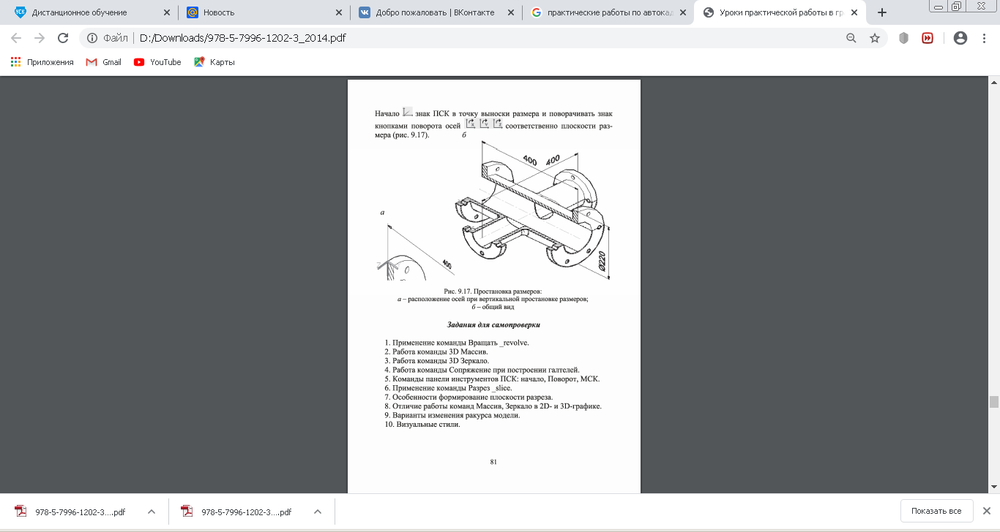 Дистанционное обучение
Новость
Добро пожаловать | ВКонтакте
практические работы по автокад
Уроки практической работы в гр
Файл | D:/Downloads/978-5-7996-1202-3_2014.pdf
Приложения
Gmail
YouTube
Карты
Начало знак ПСК в точку выноски размера и поворачивать знак
кнопками поворота осей соответственно плоскости раз-
мера (рис. 9.17).
б
400 400
а
400
Ø220
Рис. 9.17. Простановка размеров:
а – расположение осей при вертикальной простановке размеров;
б – общий вид
Задания для самопроверки
1. Применение команды Вращать _revolve.
2. Работа команды 3D Массив.
3. Работа команды 3D Зеркало.
4. Работа команды Сопряжение при построении галтелей.
5. Команды панели инструментов ПСК: начало, Поворот, МСК.
6. Применение команды Разрез _slice.
7. Особенности формирование плоскости разреза.
8. Отличие работы команд Массив, Зеркало в 2D- и 3D-графике.
9. Варианты изменения ракурса модели.
10. Визуальные стили.
81
978-5-7996-1202-3....pdf
978-5-7996-1202-3....pdf
Показать все